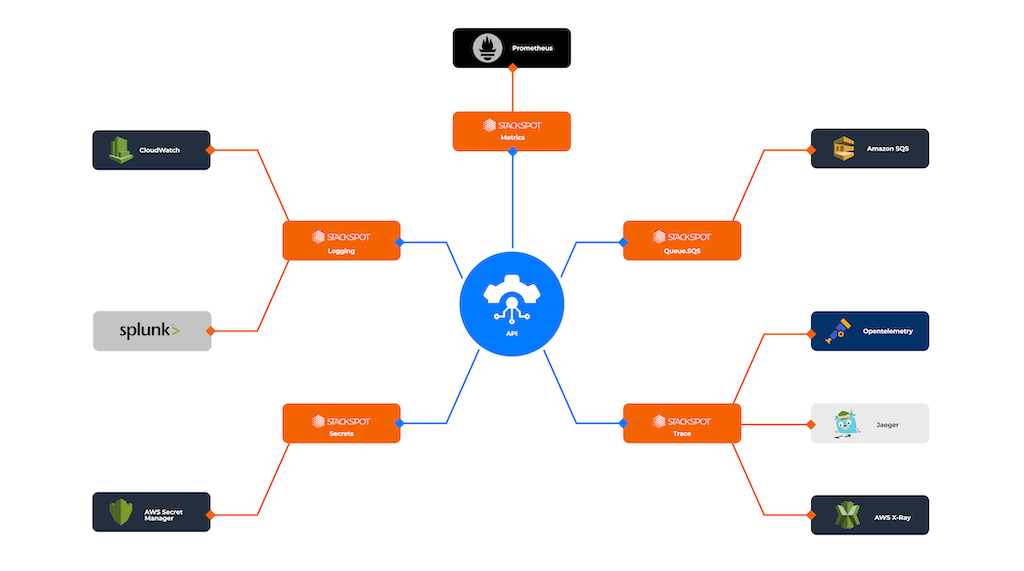 Prometheus
STACKSPOT
Metrics
CloudWatch
Amazon SQS
STACKSPOT
Logging
STACKSPOT
Queue.SQS
splunk>
API
Opentelemetry
STACKSPOT
Secrets
STACKSPOT
Trace
Jaeger
AWS Secret
Manager
AWS X-Ray